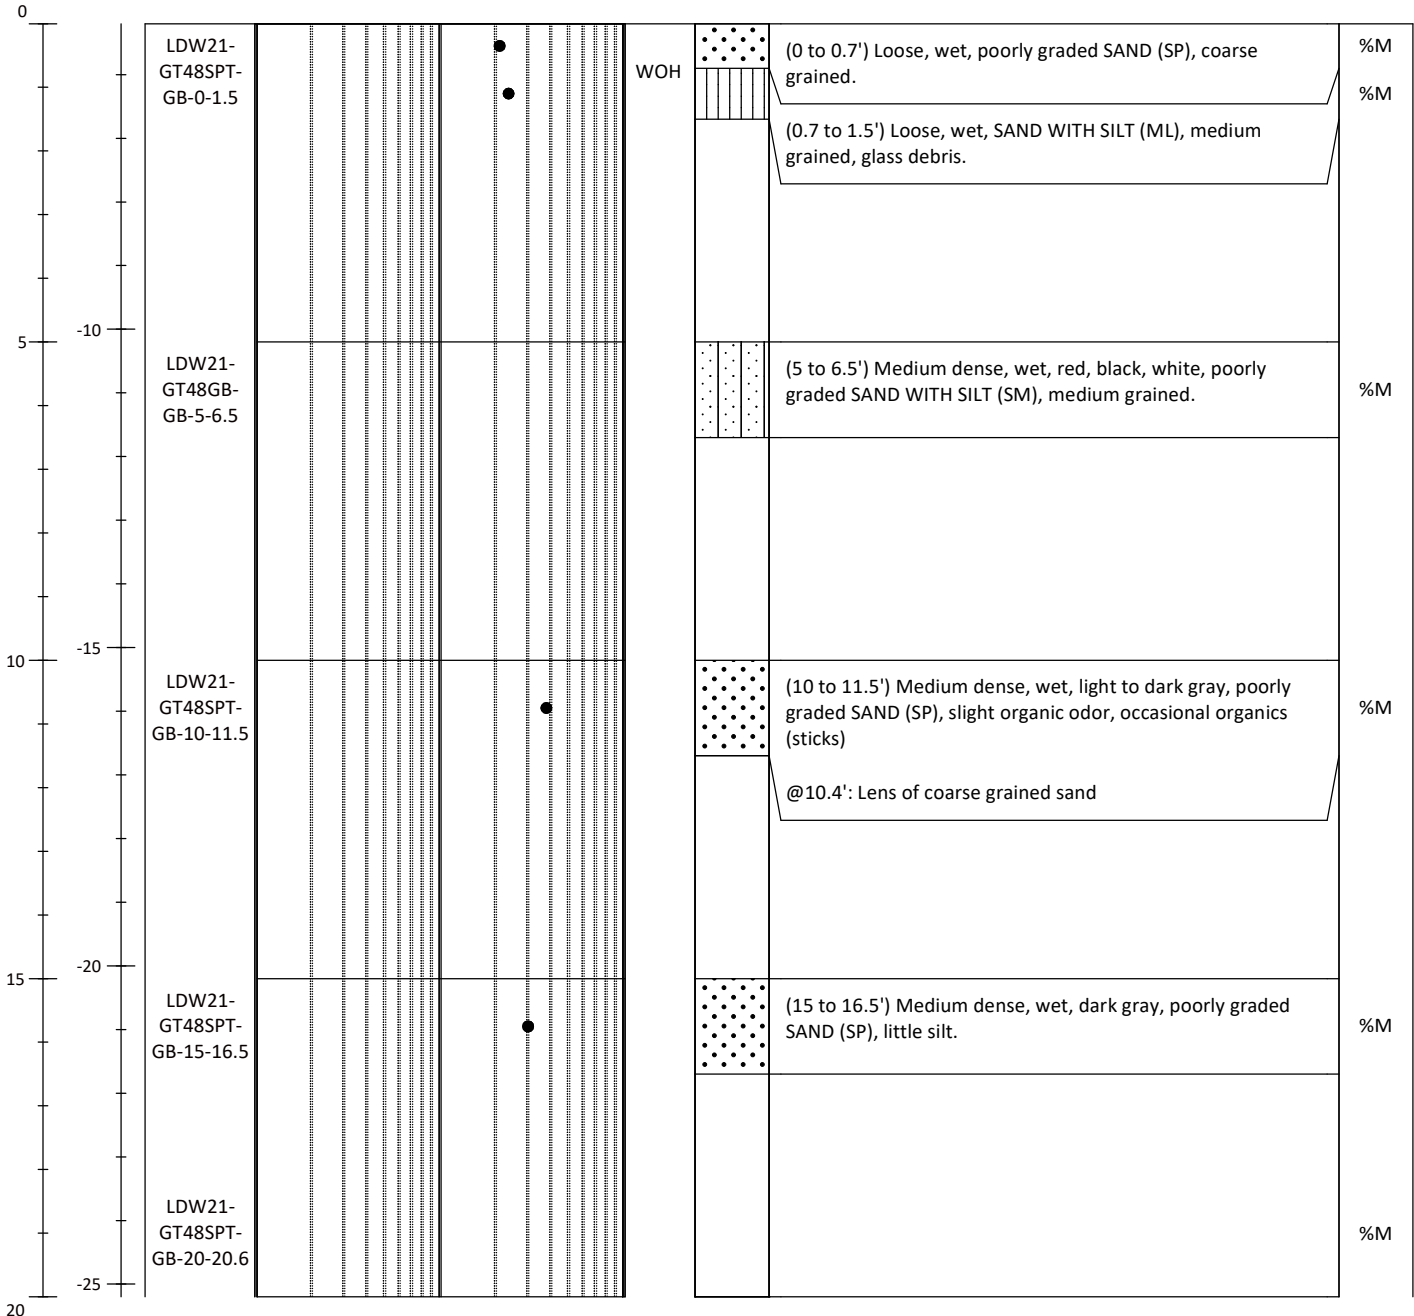 0
LDW21-
GT48SPT-
GB-0-1.5
WOH
(0 to 0.7') Loose, wet, poorly graded SAND (SP), coarse
grained.
%M
%M
(0.7 to 1.5') Loose, wet, SAND WITH SILT (ML), medium
grained, glass debris.
-10
5
LDW21-
GT48GB-
GB-5-6.5
(5 to 6.5') Medium dense, wet, red, black, white, poorly
graded SAND WITH SILT (SM), medium grained.
%M
-15
10
LDW21-
GT48SPT-
GB-10-11.5
(10 to 11.5') Medium dense, wet, light to dark gray, poorly
graded SAND (SP), slight organic odor, occasional organics
(sticks)
%M
@10.4': Lens of coarse grained sand
-20
15
LDW21-
GT48SPT-
GB-15-16.5
(15 to 16.5') Medium dense, wet, dark gray, poorly graded
SAND (SP), little silt.
%M
LDW21-
GT48SPT-
GB-20-20.6
%M
-25
20